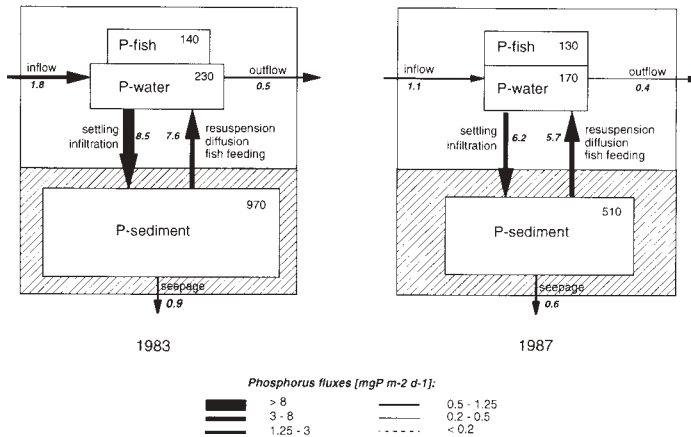 P-fish 140
230
P-water
inflow
1.8
outflow
0.5
settling
infiltration
8.5
7.6
resuspension
diffusion
fish feeding
970
P-sediment
seepage
0.9
1983
P-fish 130
170
P-water
inflow
1.1
outflow
0.4
settling
infiltration
6.2
5.7
resuspension
diffusion
fish feeding
510
P-sediment
seepage
0.6
1987
Phosphorus fluxes [mgP m-2 d-1]:
> 8
3 - 8
1.25 - 3
0.5 - 1.25
0.2 - 0.5
< 0.2